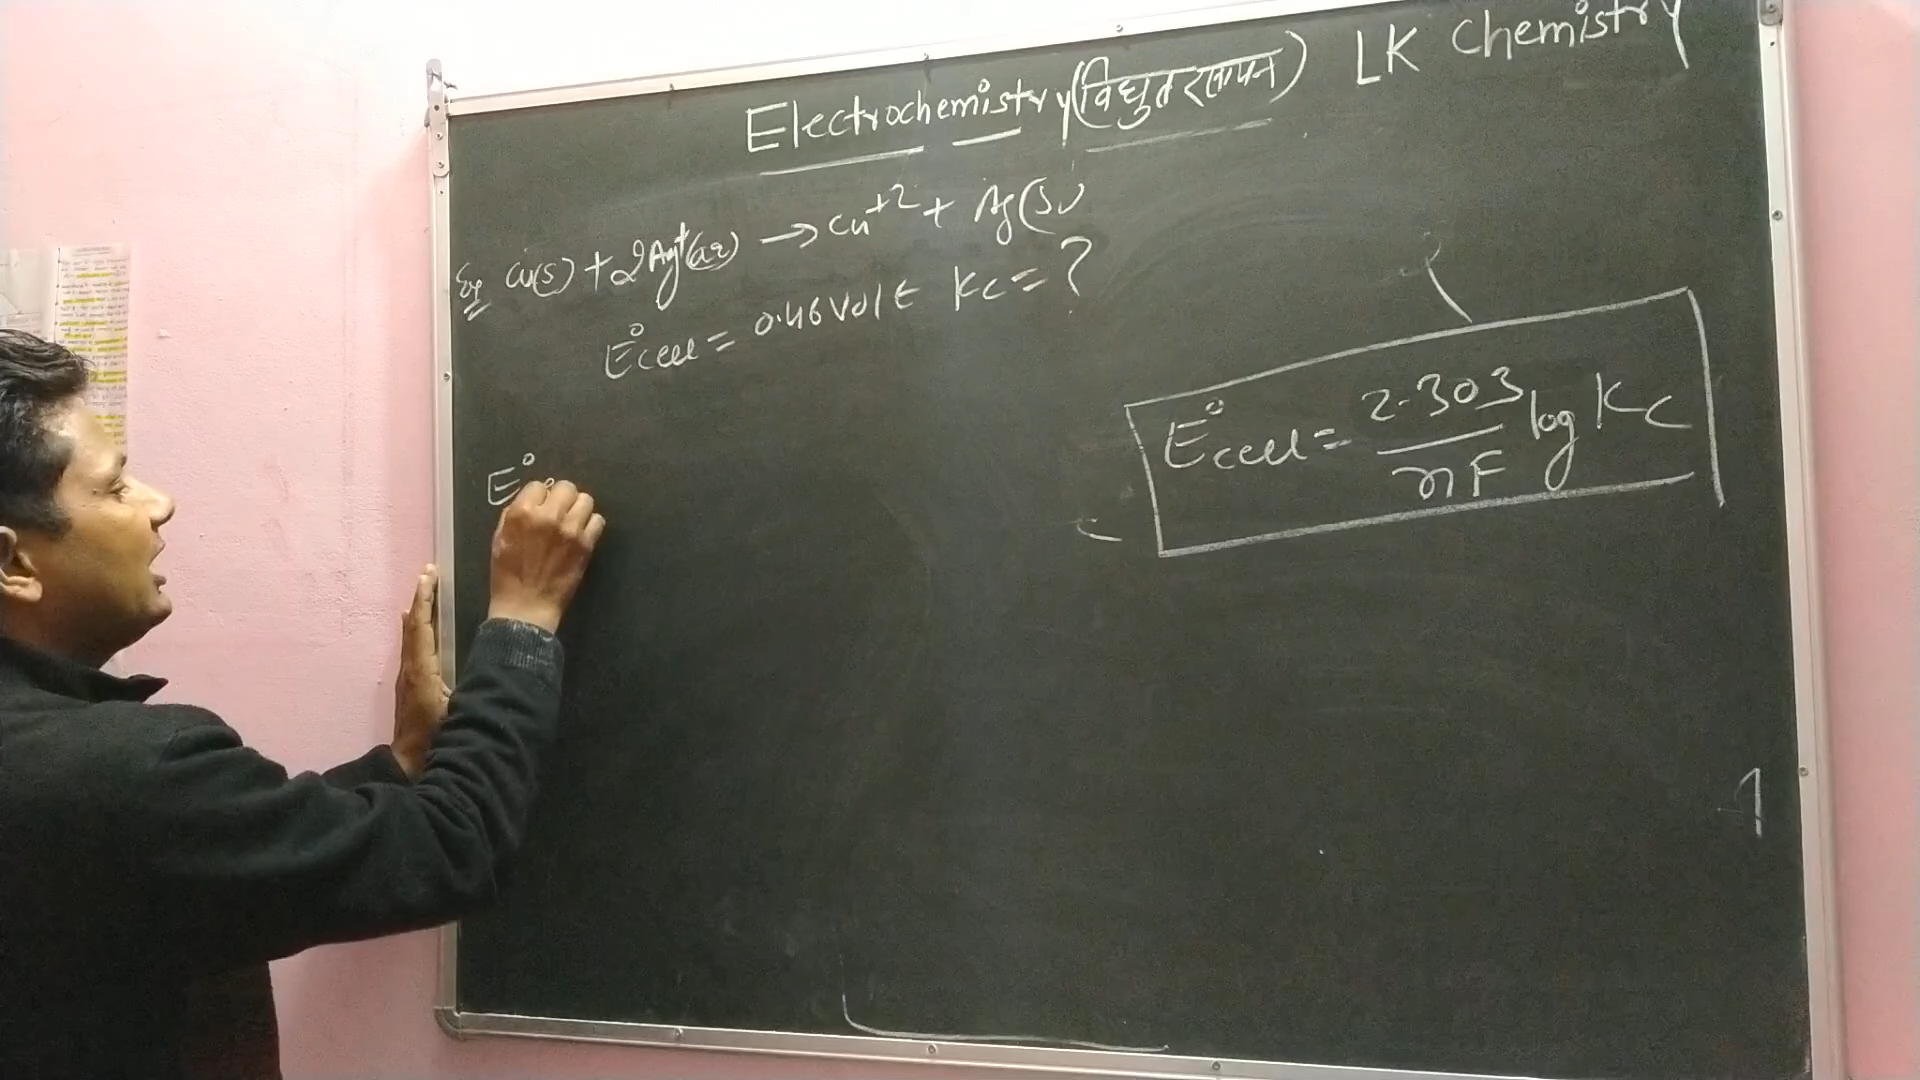 Electrochemistry (विद्युत रसायन) LK Chemistry
Eg Cu(s) + 2Ag⁺(aq) → Cu⁺² + Ag(s)
E°cell = 0.46 Volt Kc = ?
E°cell = 2.303/nF log Kc
E°